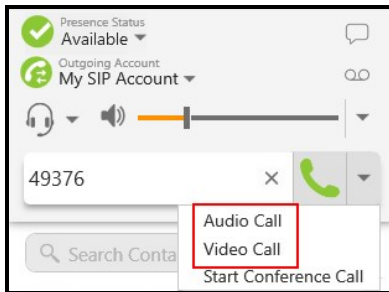 Presence Status
Available
Outgoing Account
My SIP Account
49376
Audio Call
Video Call
Search Conta
Start Conference Call